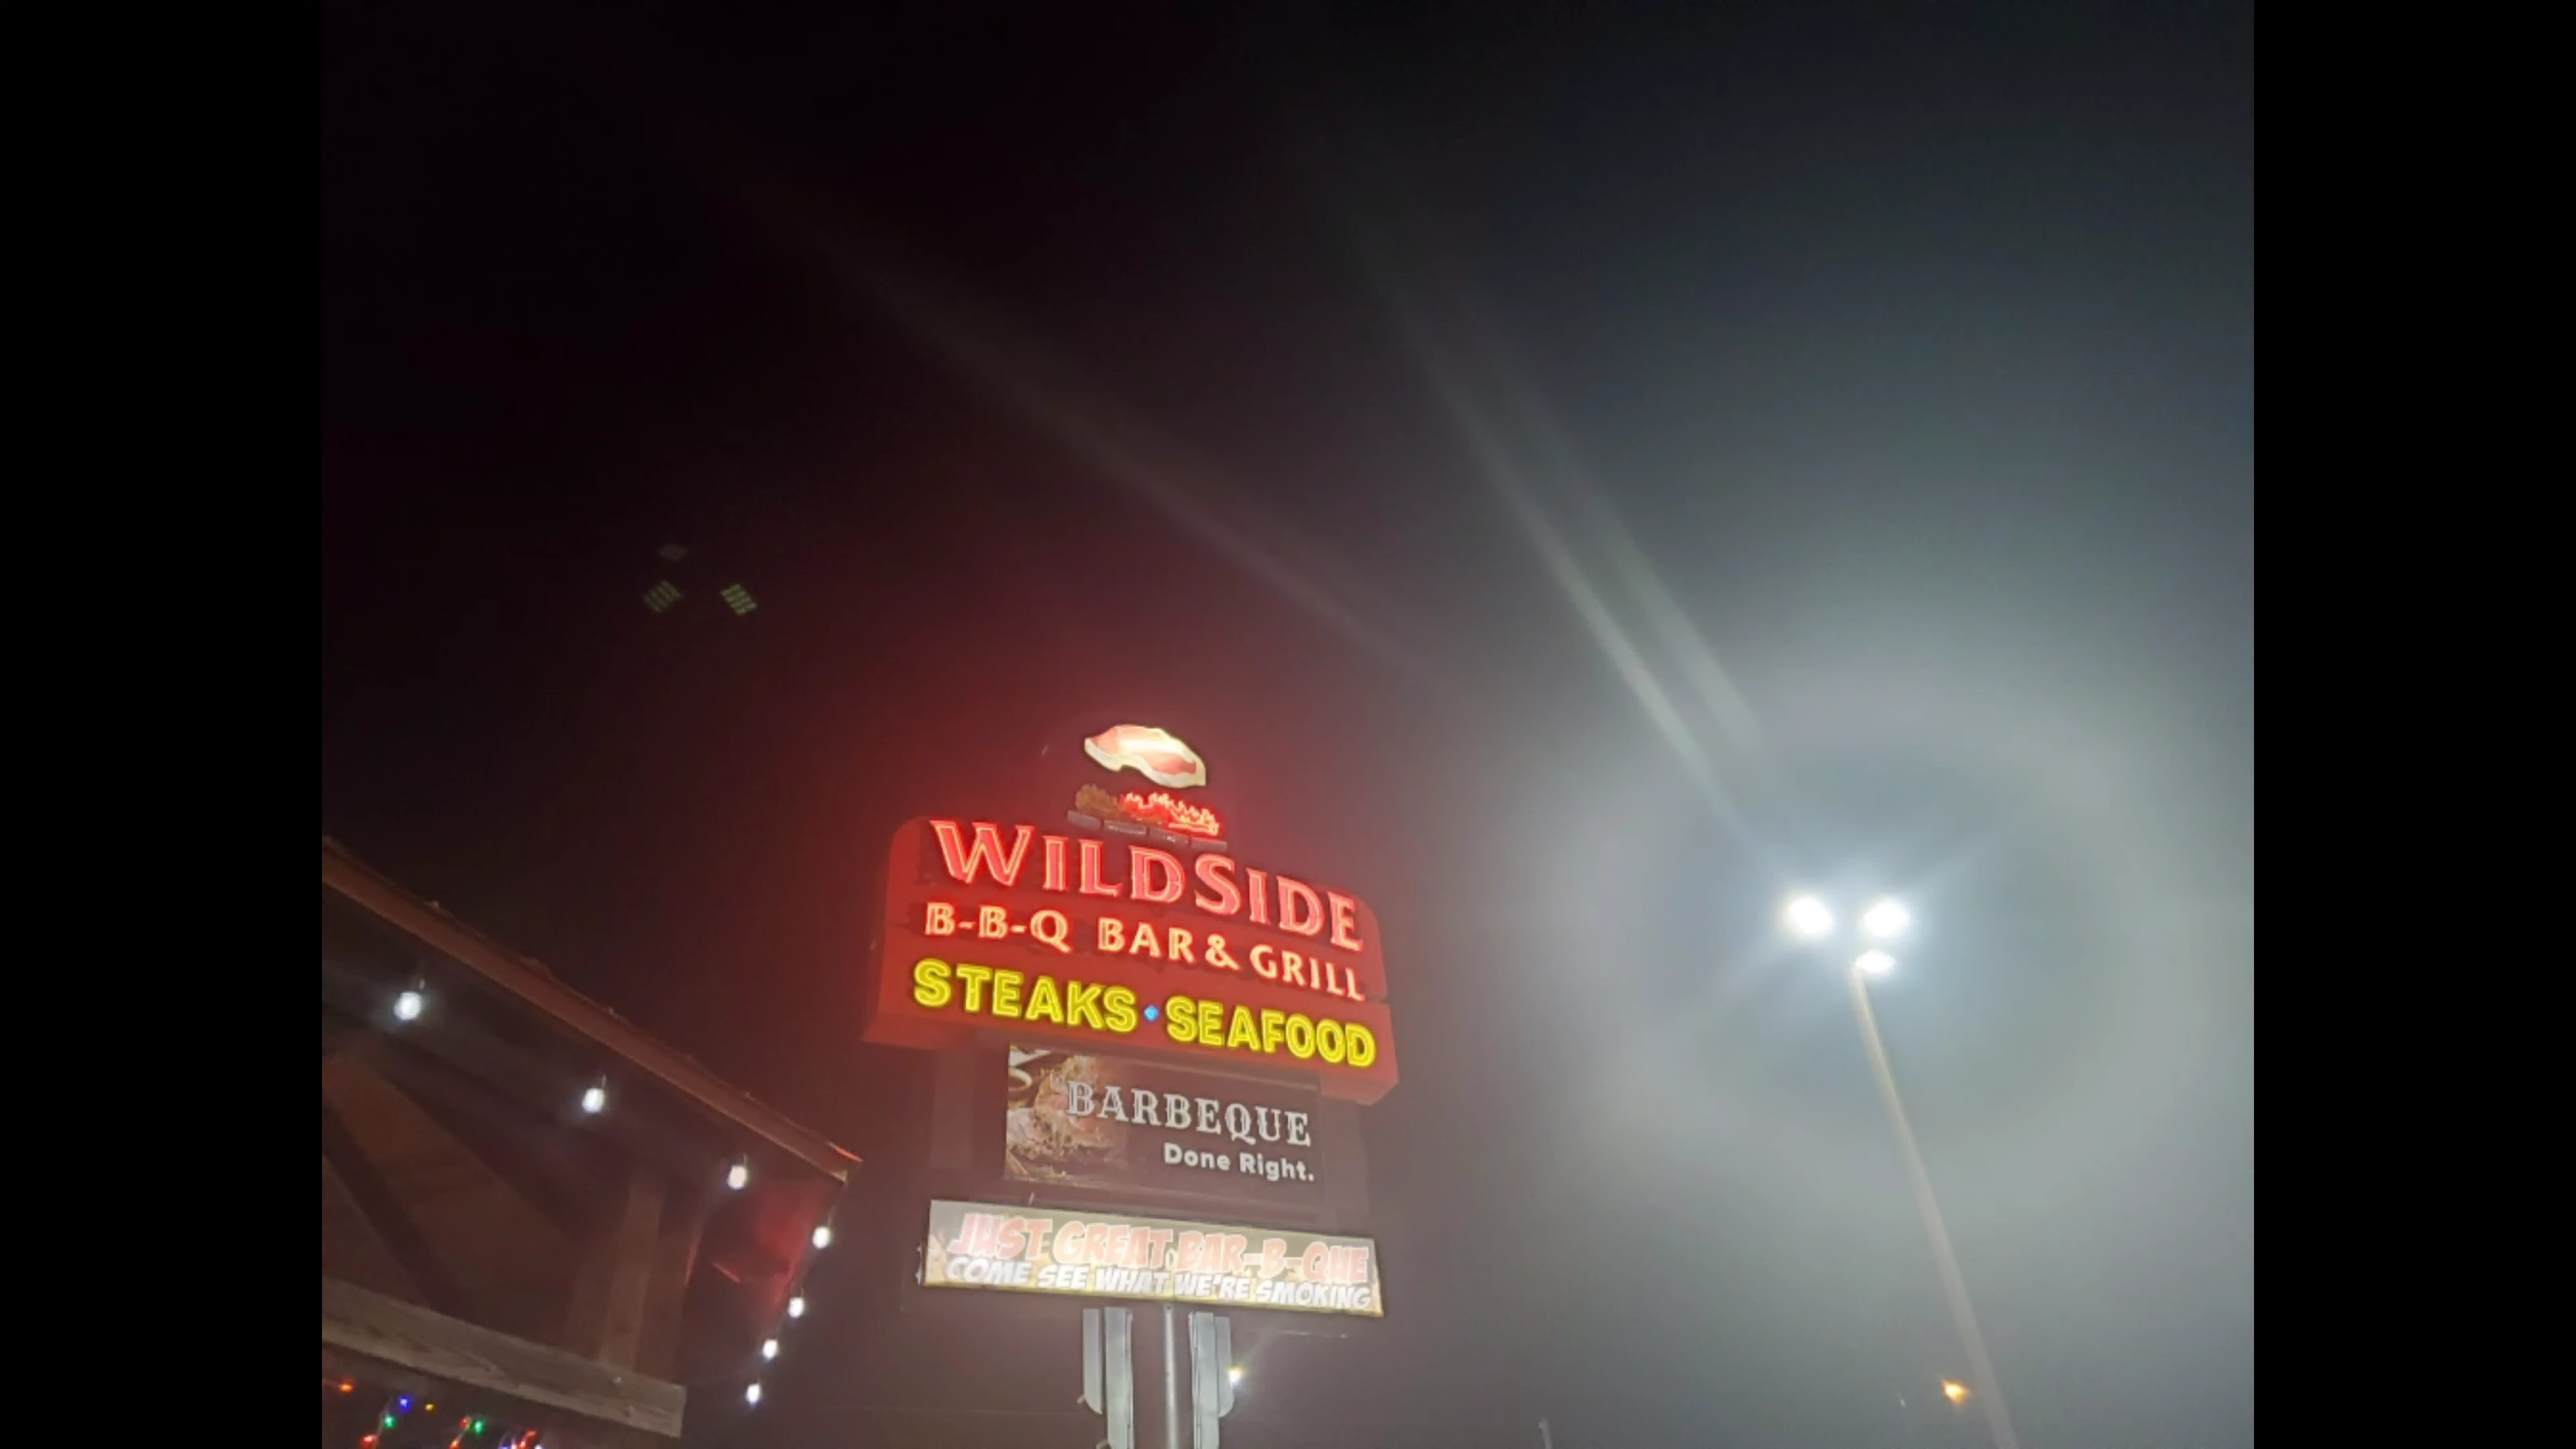 WILDSIDE
B-B-Q BAR & GRILL
STEAKS • SEAFOOD
BARBEQUE
Done Right.
JUST GREAT BAR-B-QUE
COME SEE WHAT WE'RE SMOKING